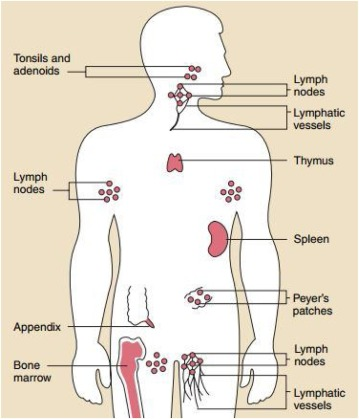 Tonsils and
adenoids
Lymph
nodes
Lymphatic
vessels
Thymus
Lymph
nodes
Spleen
Peyer's
patches
Appendix
Lymph
nodes
Bone
marrow
Lymphatic
vessels